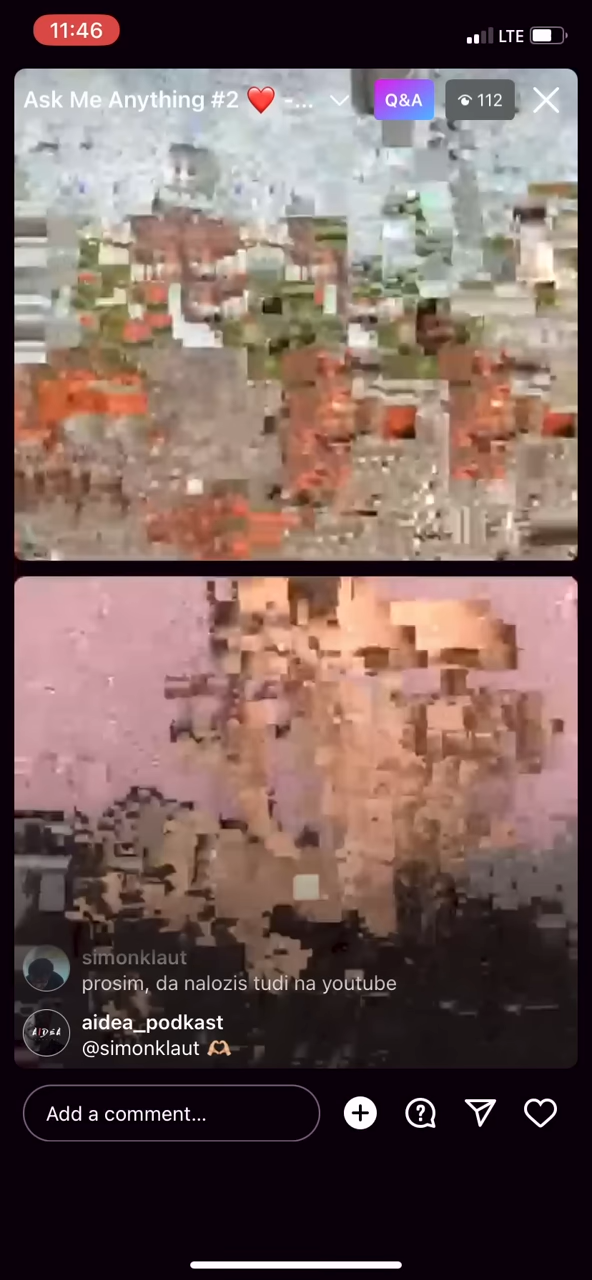 11:46
LTE
Ask Me Anything #2 ❤️ -...
Q&A
112
simonklaut
prosim, da nalozis tudi na youtube
AIDEA
aidea_podkast
@simonklaut 🫶🏼
Add a comment...